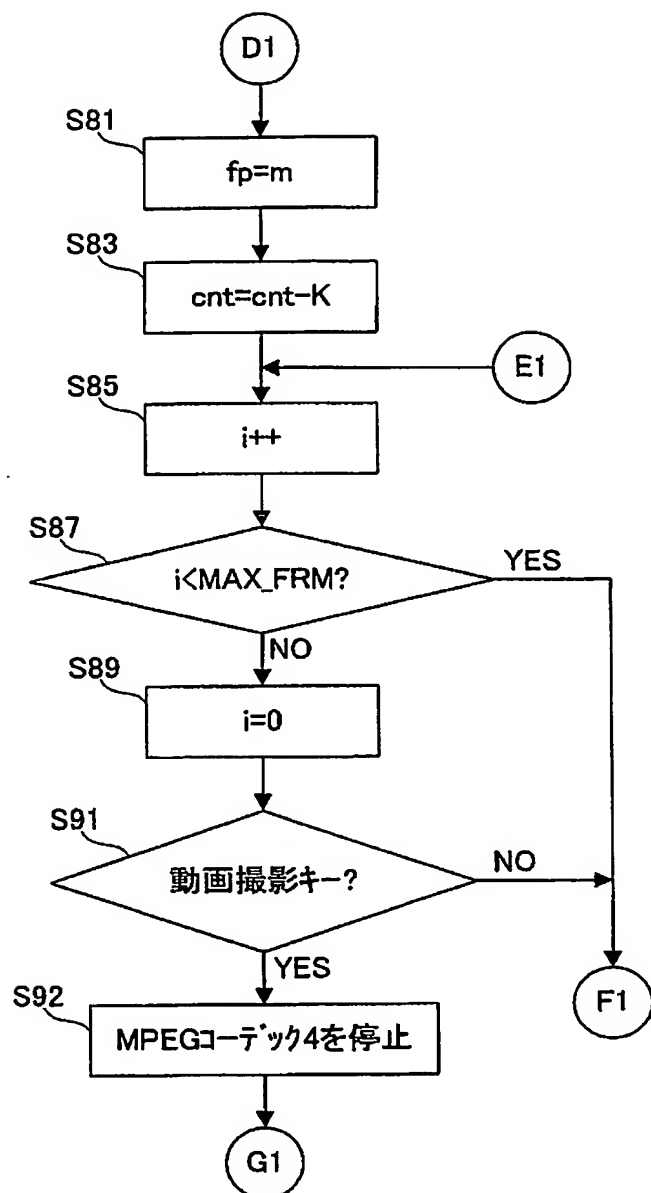 D1
S81
fp=m
S83
cnt=cnt-K
E1
S85
i++
S87
i<MAX_FRM?
YES
NO
S89
i=0
S91
動画撮影キー?
NO
YES
S92
MPEGコーデック4を停止
F1
G1